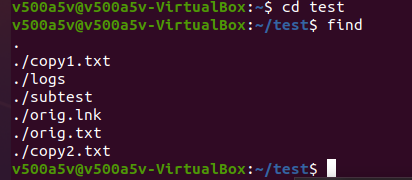 v500a5v@v500a5v-VirtualBox:~$ cd test
v500a5v@v500a5v-VirtualBox:~/test$ find
.
./copy1.txt
./logs
./subtest
./orig.lnk
./orig.txt
./copy2.txt
v500a5v@v500a5v-VirtualBox:~/test$